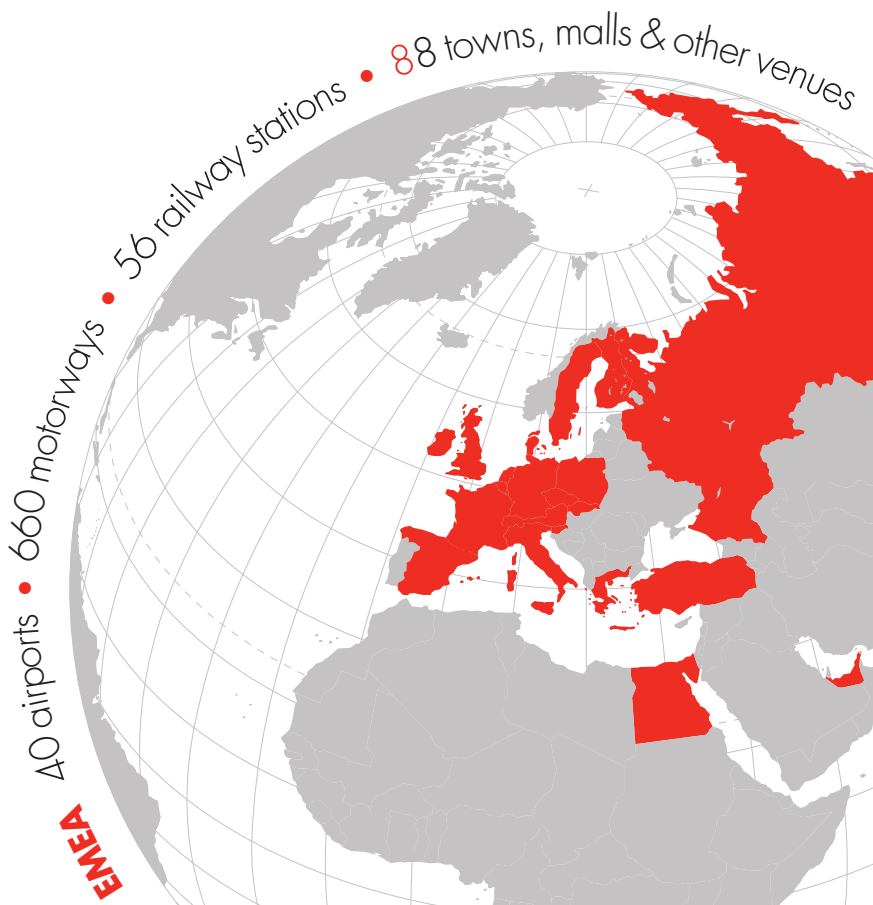 EMEA 40 airports • 660 motorways • 56 railway stations • 88 towns, malls & other venues